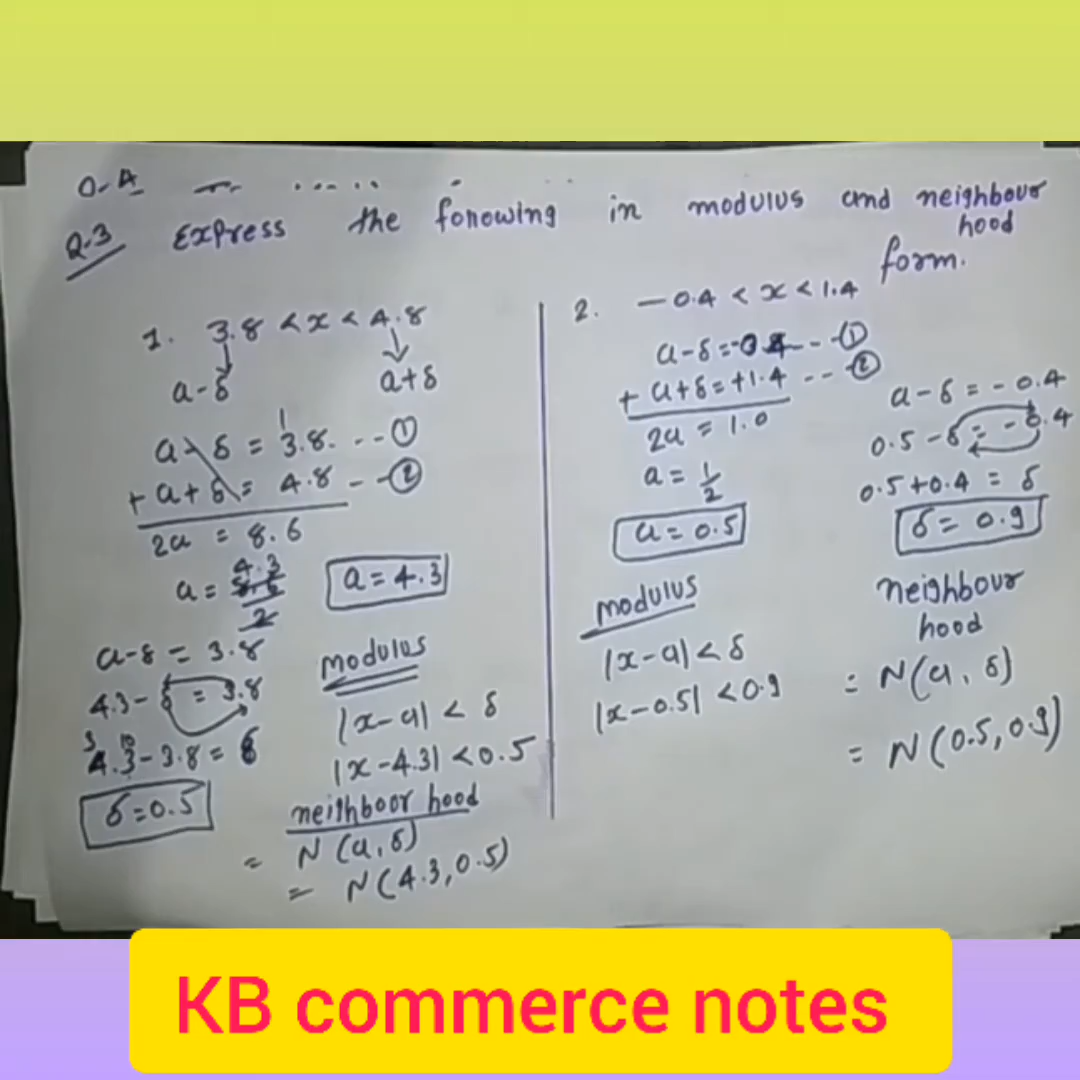 Q.3 Express the following in modulus and neighbour
hood
form.
1. 3.8 < x < 4.8
a-δ a+δ
a-δ = 3.8. --①
+ a+δ = 4.8 --②
2a = 8.6
a = 4.3
2
a = 4.3
a-δ = 3.8
4.3-δ = 3.8
4.3-3.8 = δ
δ=0.5
modulus
|x-a| < δ
|x-4.3| <0.5
neighboor hood
= N (a,δ)
= N(4.3,0.5)
2. -0.4 < x < 1.4
a-δ=-0.4 --①
+ a+δ=+1.4 --②
2a = 1.0
a = 1/2
a = 0.5
a-δ = -0.4
0.5-δ = -0.4
0.5+0.4 = δ
δ= 0.9
modulus
|x-a| < δ
|x-0.5| <0.9
neighbour
hood
= N(a, δ)
= N(0.5,0.9)
KB commerce notes